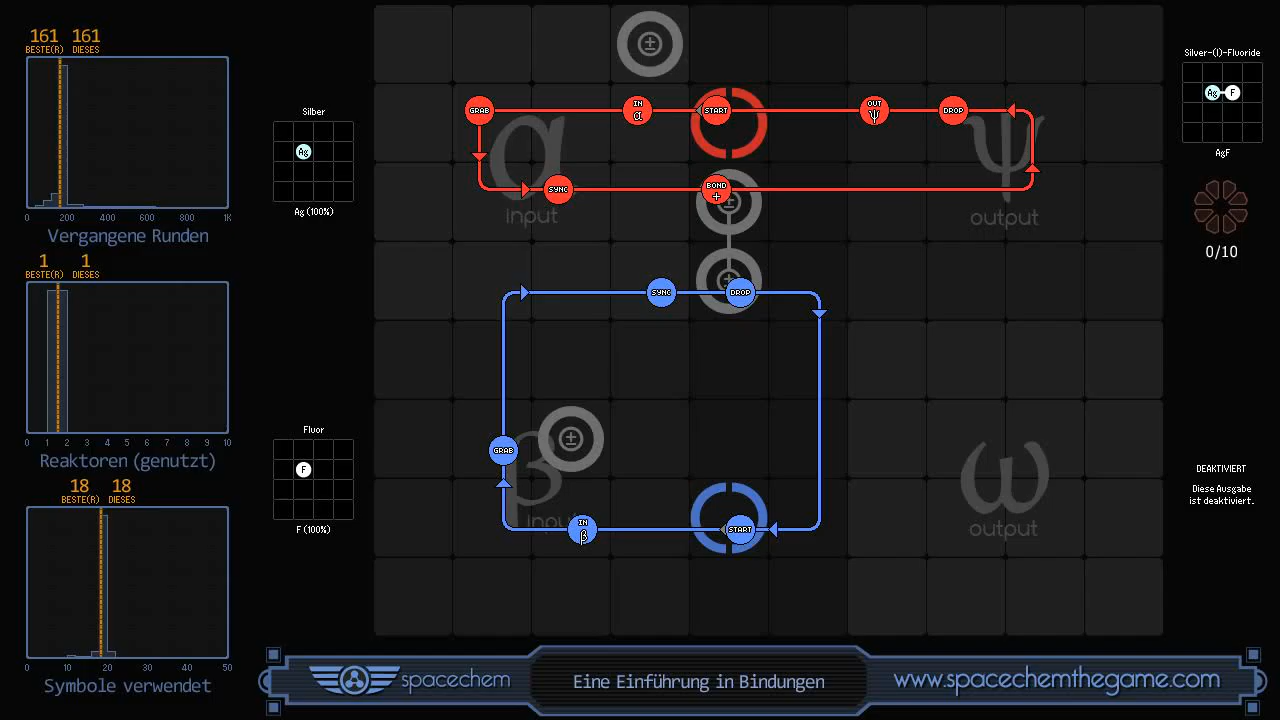 161 161
BESTE(R) DIESES
0 200 400 600 800 1K
Vergangene Runden
1 1
BESTE(R) DIESES
0 1 2 3 4 5 6 7 8 9 10
Reaktoren (genutzt)
18 18
BESTE(R) DIESES
0 10 20 30 40 50
Symbole verwendet
Silber
Ag
Ag (100%)
Fluor
F
F (100%)
GRAB
IN
α
START
OUT
ψ
DROP
SYNC
BOND
+
α
input
ψ
output
±
±
±
±
SYNC
DROP
GRAB
IN
β
START
β
input
ω
output
Silver-(I)-Fluoride
Ag F
AgF
0/10
DEAKTIVIERT
Diese Ausgabe
ist deaktiviert.
spacechem
Eine Einführung in Bindungen
www.spacechemthegame.com